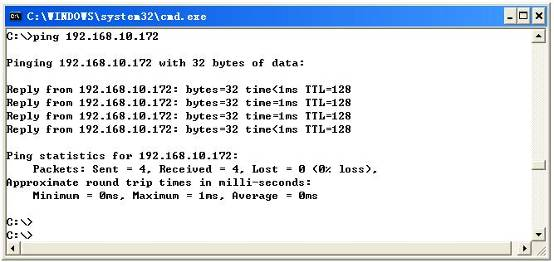 C:\WINDOWS\system32\cmd.exe
C:\>ping 192.168.10.172
Pinging 192.168.10.172 with 32 bytes of data:
Reply from 192.168.10.172: bytes=32 time<1ms TTL=128
Reply from 192.168.10.172: bytes=32 time=1ms TTL=128
Reply from 192.168.10.172: bytes=32 time<1ms TTL=128
Reply from 192.168.10.172: bytes=32 time<1ms TTL=128
Ping statistics for 192.168.10.172:
Packets: Sent = 4, Received = 4, Lost = 0 (0% loss),
Approximate round trip times in milli-seconds:
Minimum = 0ms, Maximum = 1ms, Average = 0ms
C:\>
C:\>